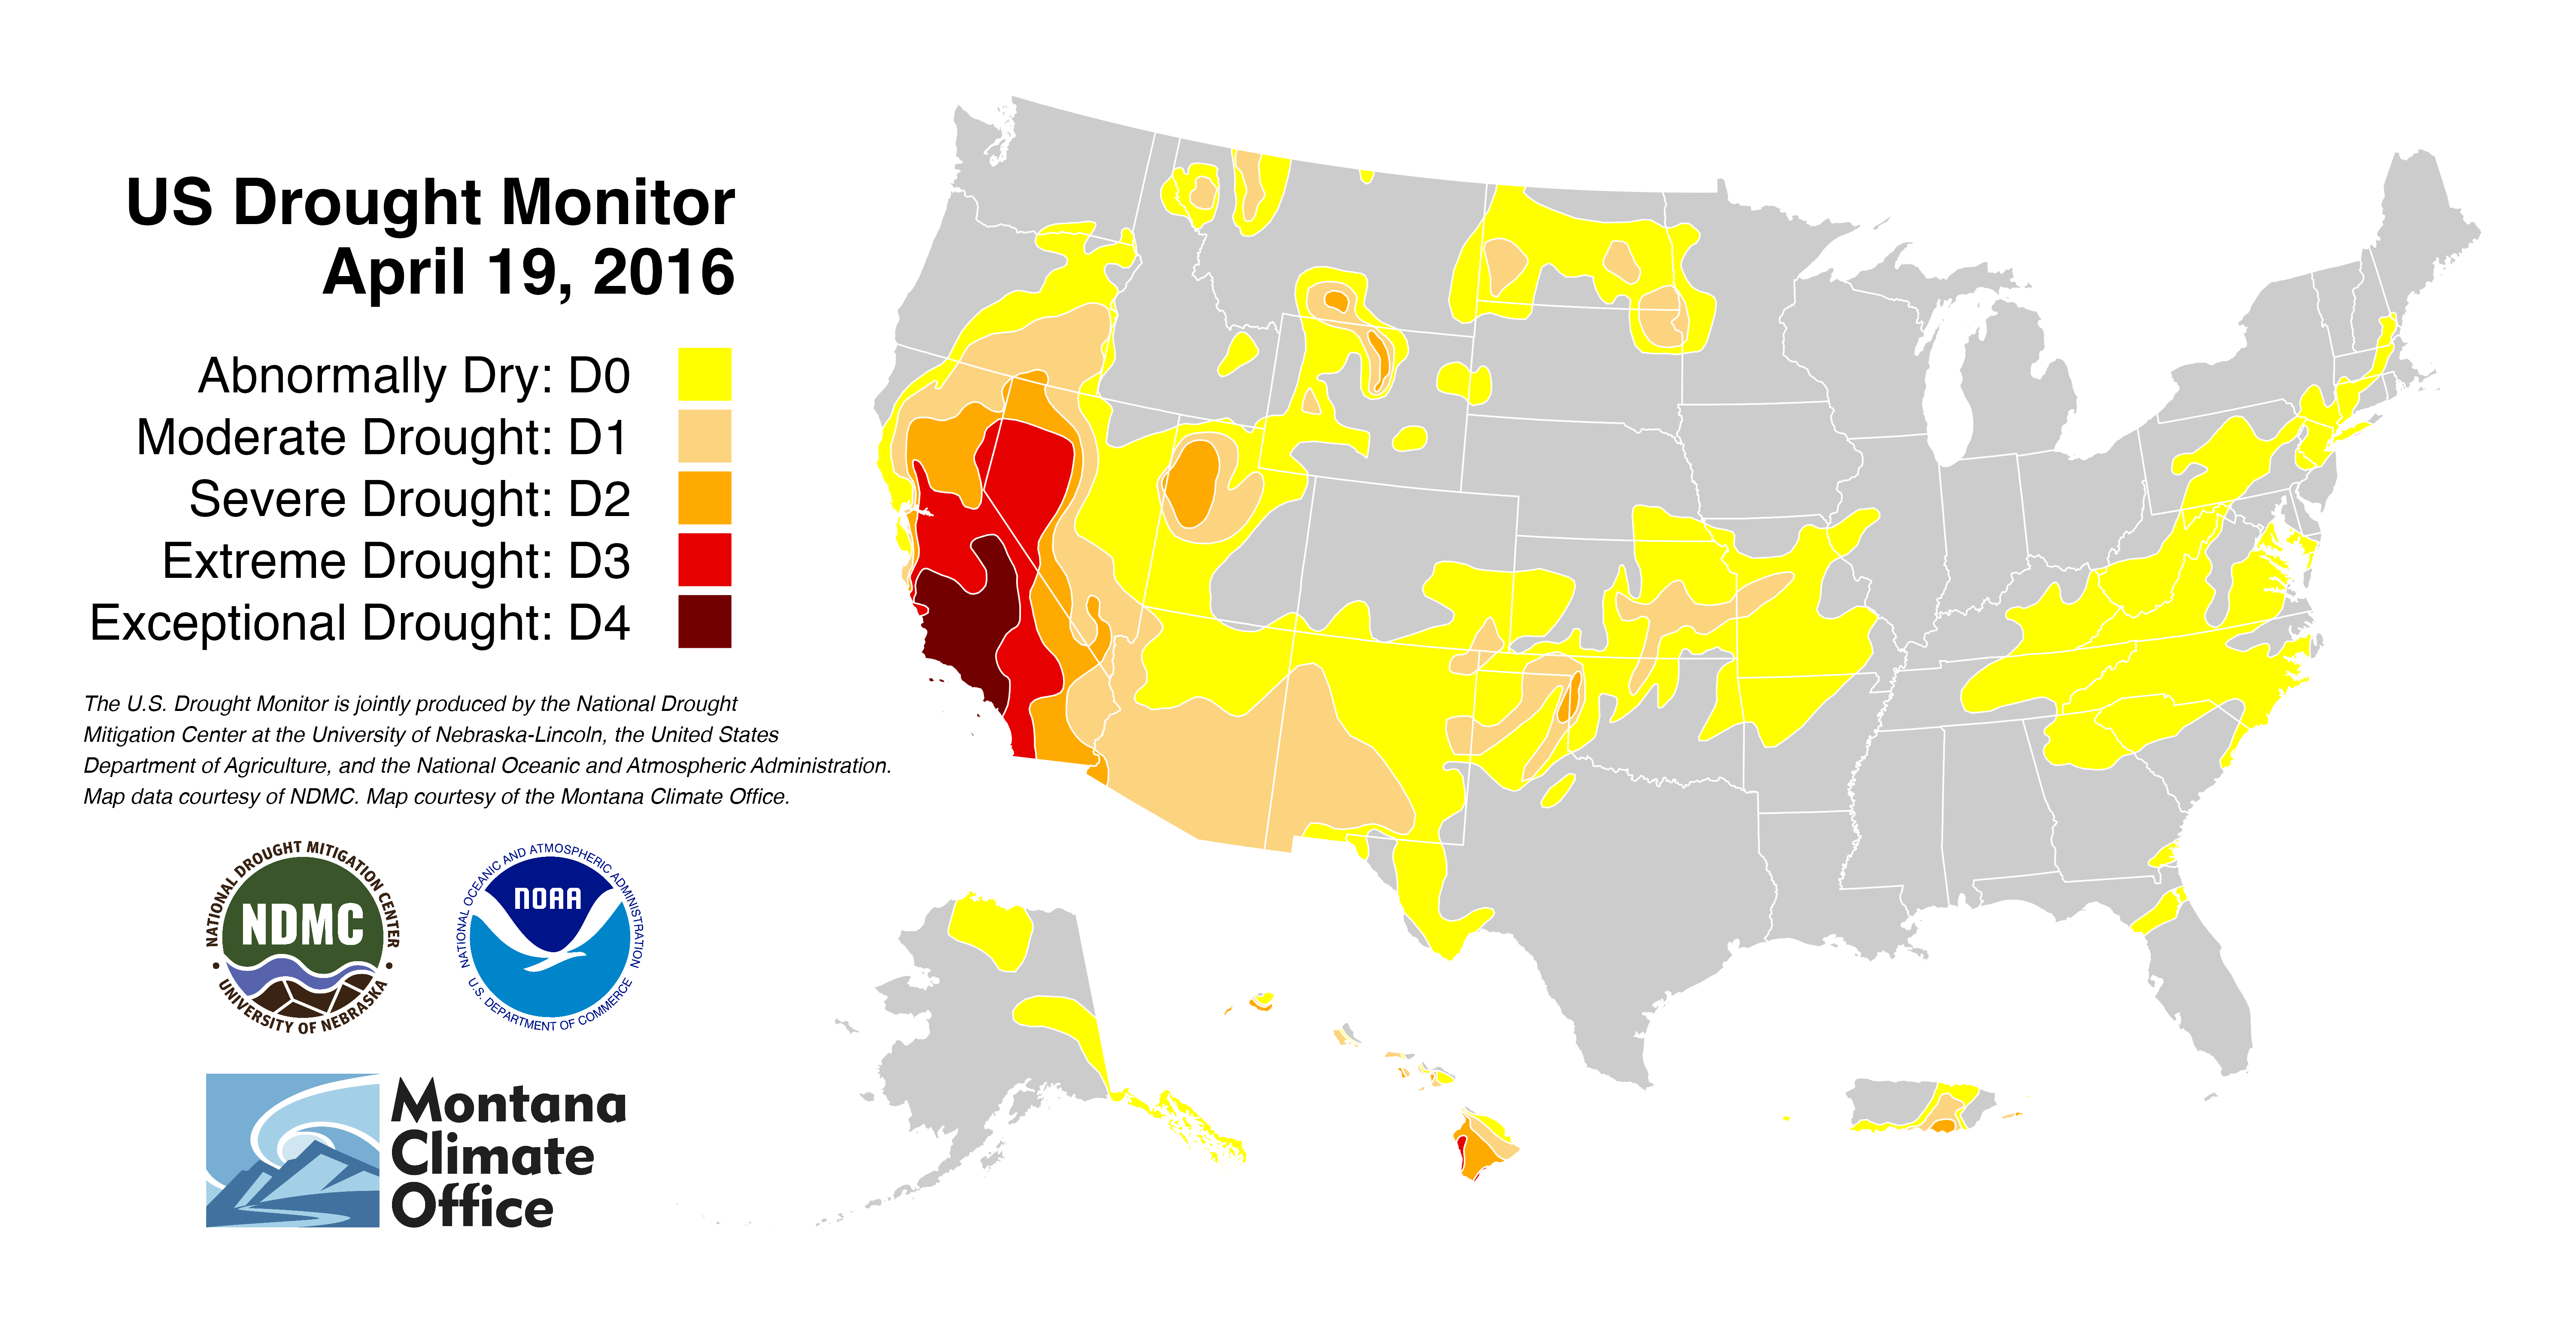 US Drought Monitor
April 19, 2016
Abnormally Dry: D0
Moderate Drought: D1
Severe Drought: D2
Extreme Drought: D3
Exceptional Drought: D4
The U.S. Drought Monitor is jointly produced by the National Drought
Mitigation Center at the University of Nebraska-Lincoln, the United States
Department of Agriculture, and the National Oceanic and Atmospheric Administration.
Map data courtesy of NDMC. Map courtesy of the Montana Climate Office.
NATIONAL DROUGHT MITIGATION CENTER
NDMC
UNIVERSITY OF NEBRASKA
NATIONAL OCEANIC AND ATMOSPHERIC ADMINISTRATION
NOAA
U.S. DEPARTMENT OF COMMERCE
Montana
Climate
Office